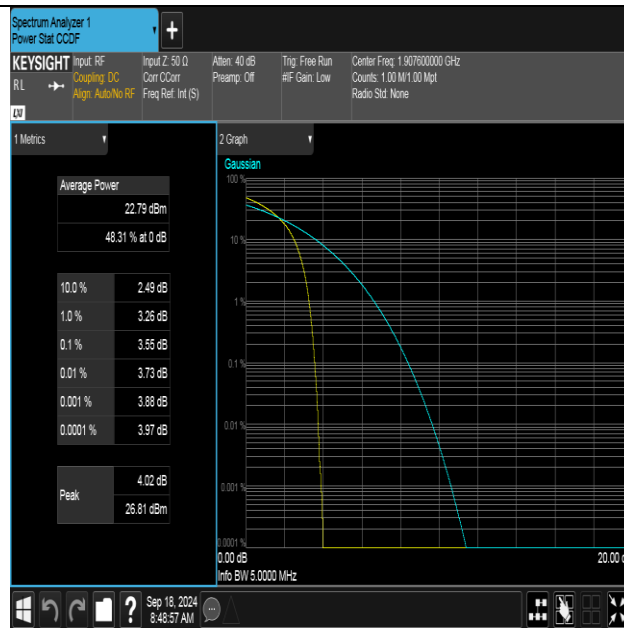 Spectrum Analyzer 1
Power Stat CCDF
+
KEYSIGHT
RL
LXI
Input: RF
Coupling: DC
Align: Auto/No RF
Input Z: 50 Ω
Corr CCorr
Freq Ref: Int (S)
Atten: 40 dB
Preamp: Off
Trig: Free Run
#IF Gain: Low
Center Freq: 1.907600000 GHz
Counts: 1.00 M/1.00 Mpt
Radio Std: None
1 Metrics
Average Power
22.79 dBm
48.31 % at 0 dB
10.0 % 2.49 dB
1.0 % 3.26 dB
0.1 % 3.55 dB
0.01 % 3.73 dB
0.001 % 3.88 dB
0.0001 % 3.97 dB
Peak
4.02 dB
26.81 dBm
2 Graph
Gaussian
100 %
10 %
1 %
0.1 %
0.01 %
0.001 %
0.0001 %
0.00 dB
20.00
Info BW 5.0000 MHz
?
Sep 18, 2024
8:48:57 AM